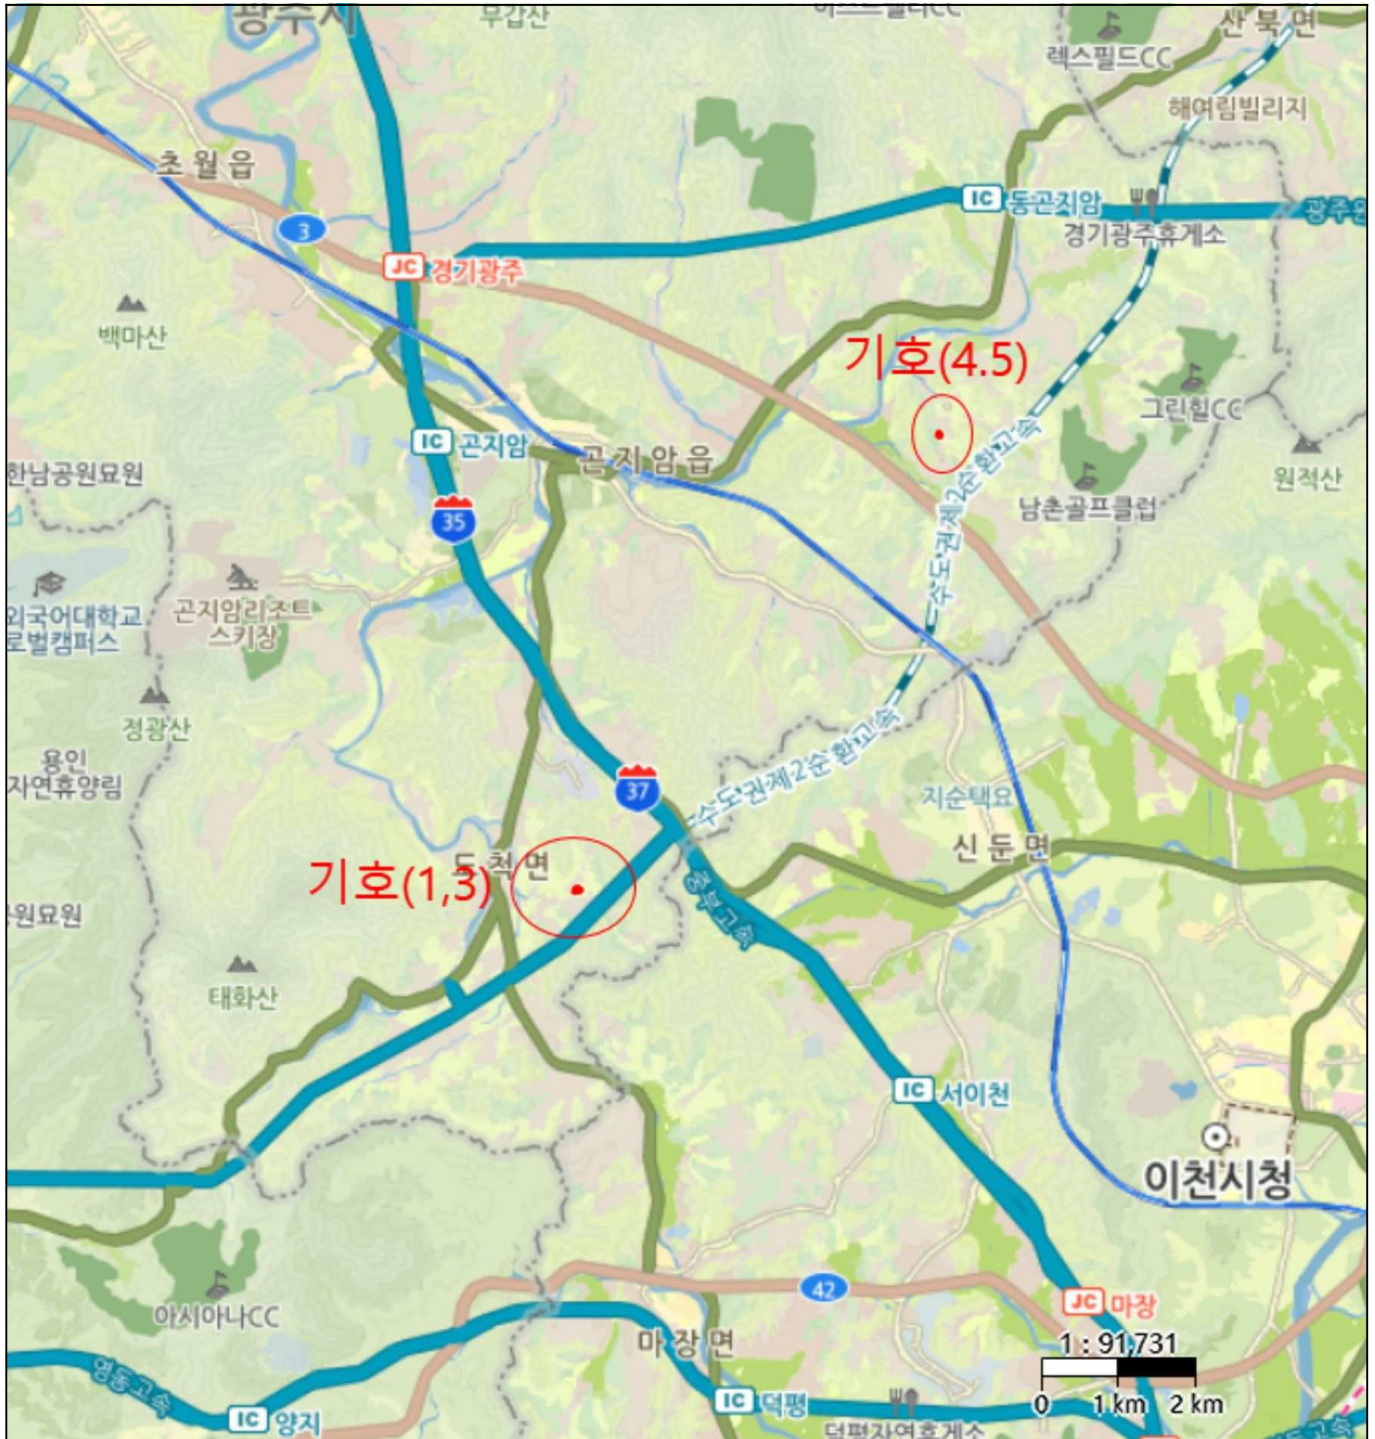 광주시
무갑산
산북면
렉스필드CC
해여림빌리지
초월읍
3
IC 동곤지암
광주원
경기광주휴게소
JC 경기광주
백마산
기호(4.5)
그린힐CC
IC 곤지암
곤지암읍
수도권제2순환고속
한남공원묘원
원적산
남촌골프클럽
35
외국어대학교
로벌캠퍼스
곤지암리조트
스키장
정광산
용인
자연휴양림
수도권제2순환고속
37
지순택요
신둔면
도척면
기호(1,3)
중부고속
공원묘원
태화산
IC 서이천
이천시청
42
JC 마장
아시아나CC
마장면
1 : 91,731
영동고속
IC 양지
IC 덕평
덕평자연휴게소
0 1 km 2 km